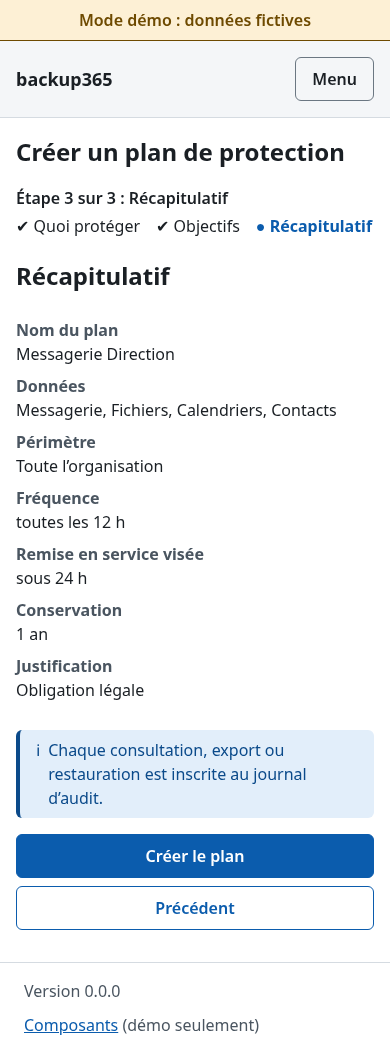 Mode démo : données fictives
backup365
Menu
Créer un plan de protection
Étape 3 sur 3 : Récapitulatif
✔ Quoi protéger ✔ Objectifs ● Récapitulatif
Récapitulatif
Nom du plan
Messagerie Direction
Données
Messagerie, Fichiers, Calendriers, Contacts
Périmètre
Toute l’organisation
Fréquence
toutes les 12 h
Remise en service visée
sous 24 h
Conservation
1 an
Justification
Obligation légale
i Chaque consultation, export ou
restauration est inscrite au journal
d’audit.
Créer le plan
Précédent
Version 0.0.0
Composants (démo seulement)